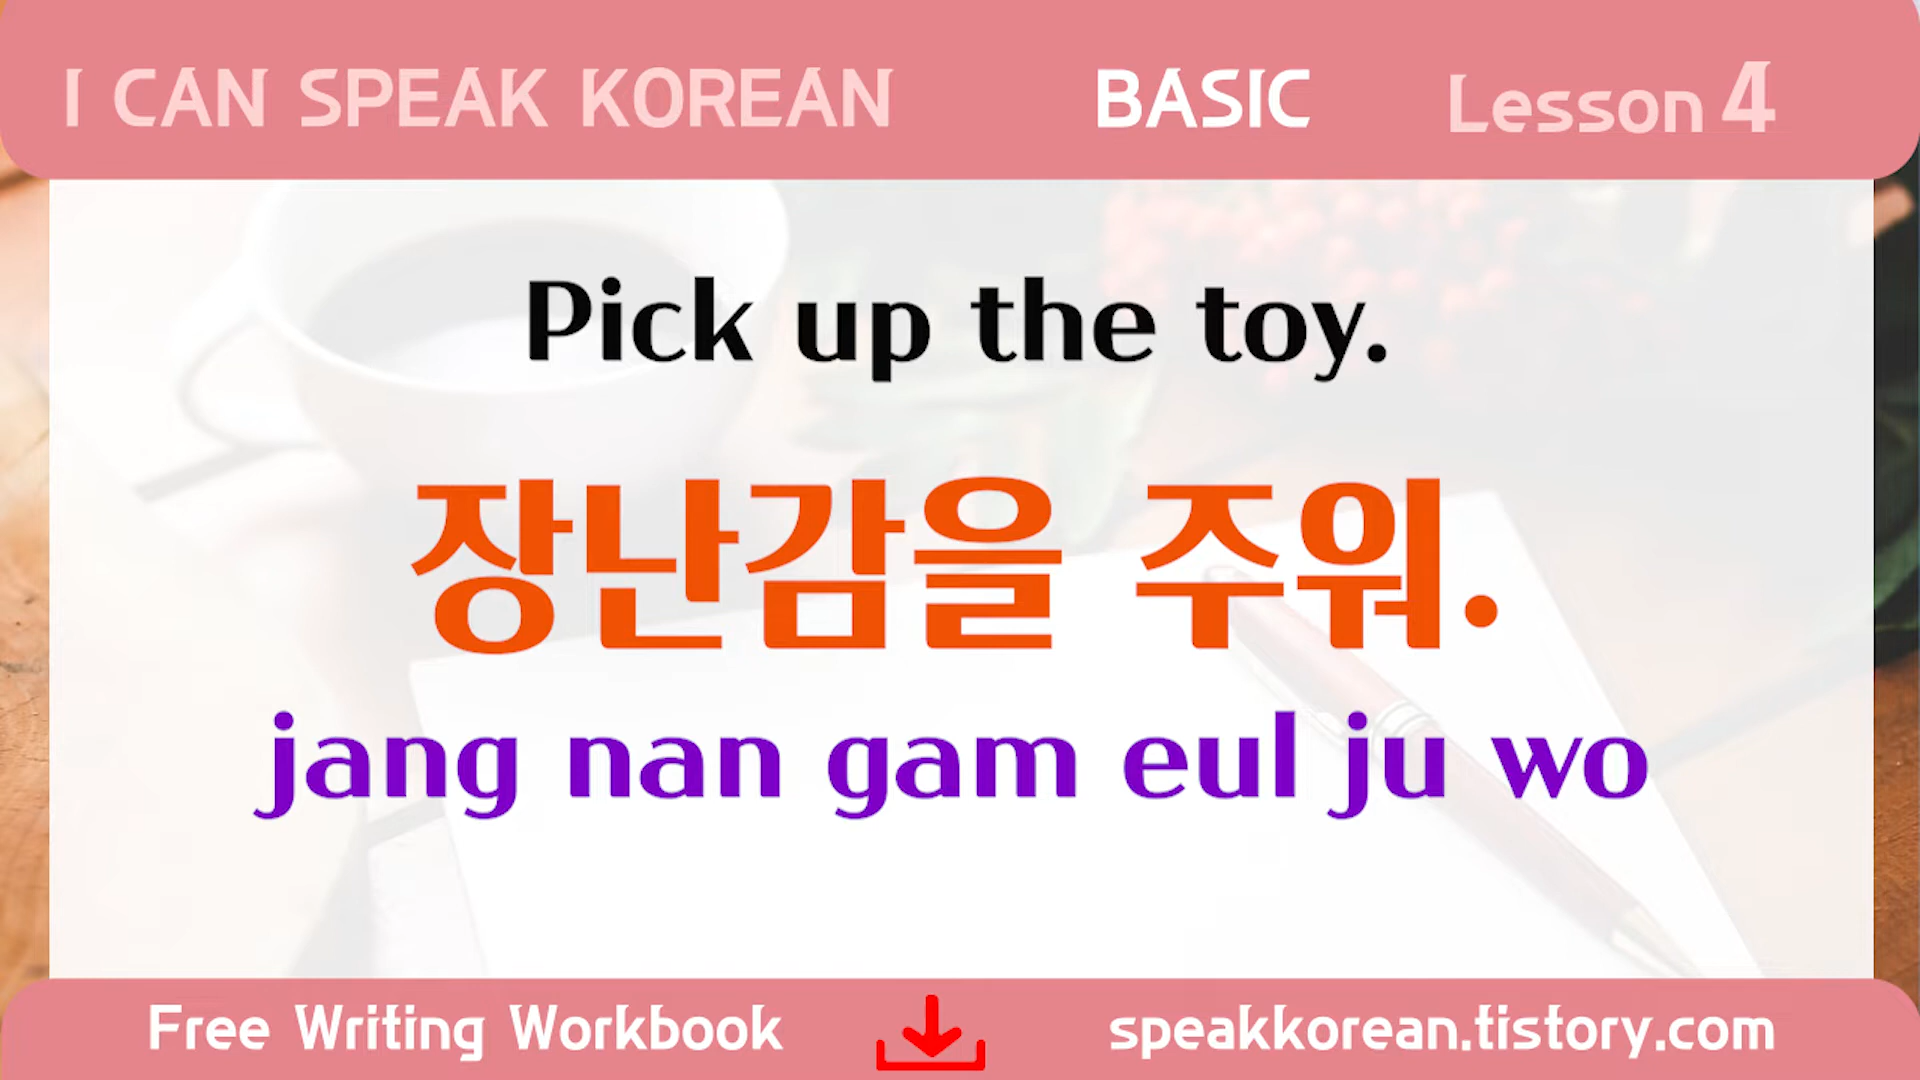 I CAN SPEAK KOREAN BASIC Lesson 4
Pick up the toy.
장난감을 주워.
jang nan gam eul ju wo
Free Writing Workbook speakkorean.tistory.com